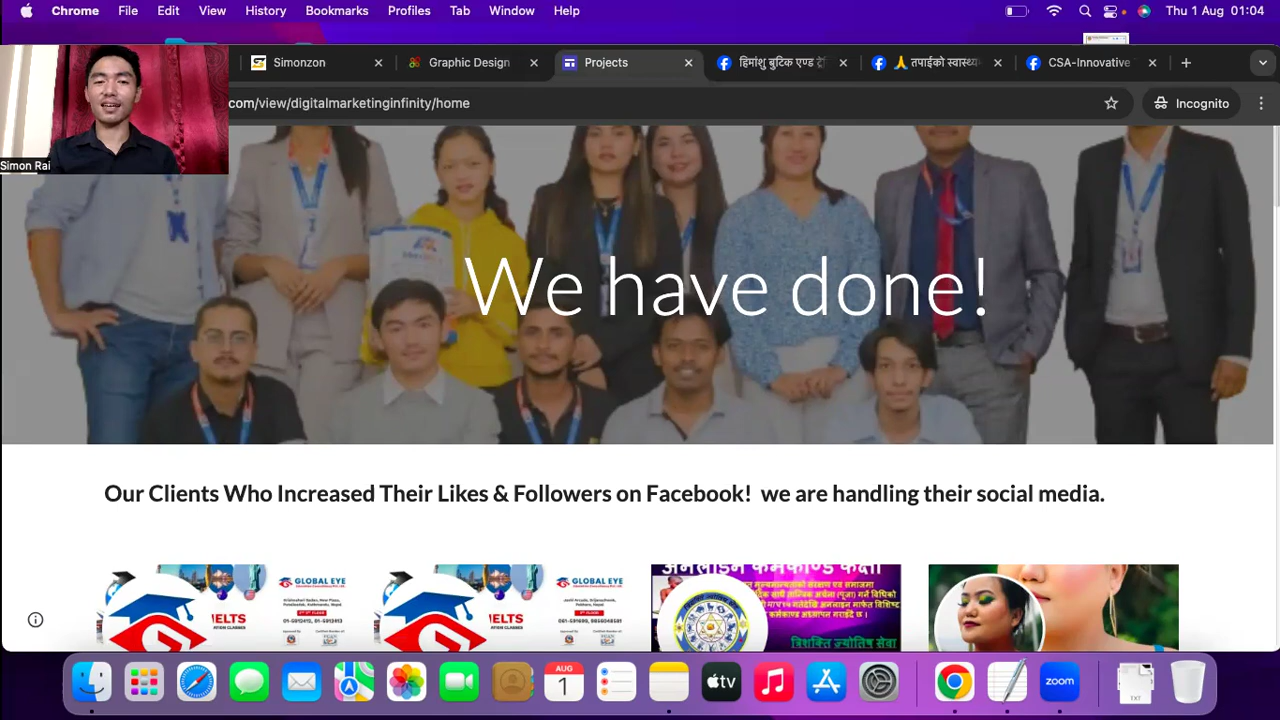 Chrome File Edit View History Bookmarks Profiles Tab Window Help Thu 1 Aug 01:04
Simonzon Graphic Design Projects हिमांशु बुटिक एण्ड टे 🙏 तपाईको स्वास्थ्य CSA-Innovative
.com/view/digitalmarketinginfinity/home Incognito
Simon Rai
We have done!
Our Clients Who Increased Their Likes & Followers on Facebook! we are handling their social media.
GLOBAL EYE
GLOBAL EYE
IELTS
IELTS
त्रिशक्ति ज्योतिष सेवा
AUG
1
tv
zoom
TXT